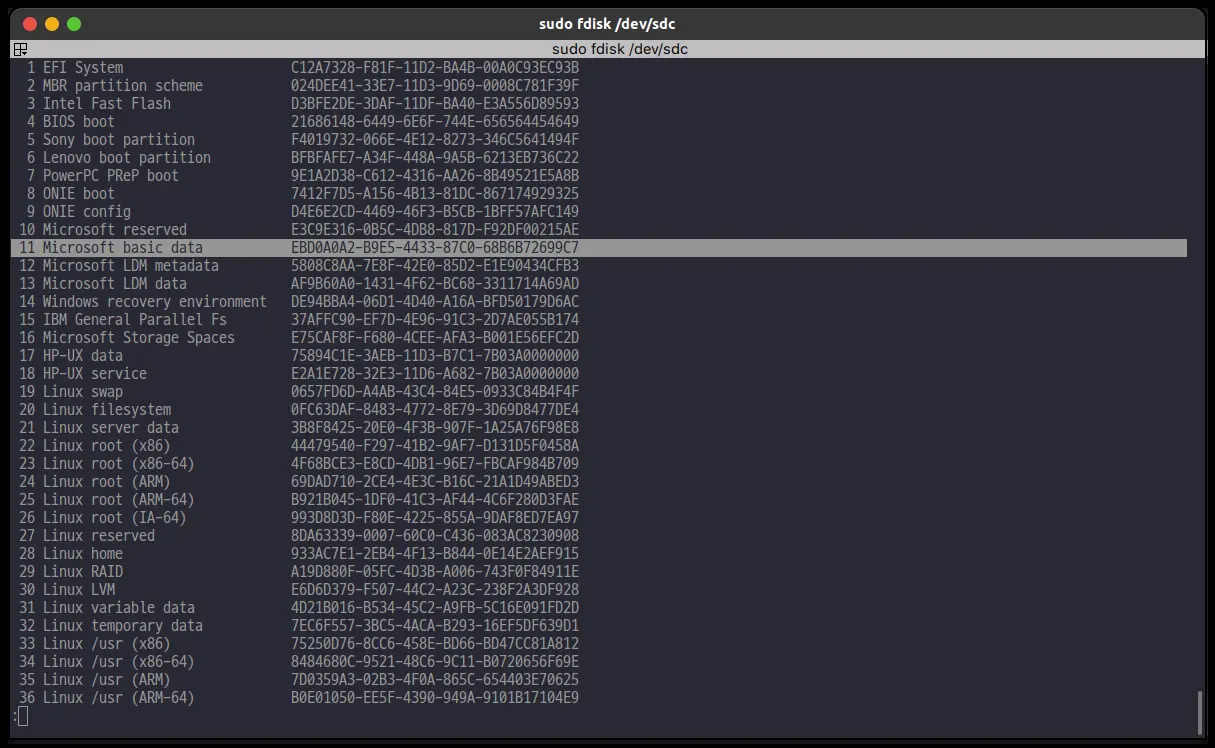 sudo fdisk /dev/sdc
sudo fdisk /dev/sdc
1 EFI System C12A7328-F81F-11D2-BA4B-00A0C93EC93B
2 MBR partition scheme 024DEE41-33E7-11D3-9D69-0008C781F39F
3 Intel Fast Flash D3BFE2DE-3DAF-11DF-BA40-E3A556D89593
4 BIOS boot 21686148-6449-6E6F-744E-656564454649
5 Sony boot partition F4019732-066E-4E12-8273-346C5641494F
6 Lenovo boot partition BFBFAFE7-A34F-448A-9A5B-6213EB736C22
7 PowerPC PReP boot 9E1A2D38-C612-4316-AA26-8B49521E5A8B
8 ONIE boot 7412F7D5-A156-4B13-81DC-867174929325
9 ONIE config D4E6E2CD-4469-46F3-B5CB-1BFF57AFC149
10 Microsoft reserved E3C9E316-0B5C-4DB8-817D-F92DF00215AE
11 Microsoft basic data EBD0A0A2-B9E5-4433-87C0-68B6B72699C7
12 Microsoft LDM metadata 5808C8AA-7E8F-42E0-85D2-E1E90434CFB3
13 Microsoft LDM data AF9B60A0-1431-4F62-BC68-3311714A69AD
14 Windows recovery environment DE94BBA4-06D1-4D40-A16A-BFD50179D6AC
15 IBM General Parallel Fs 37AFFC90-EF7D-4E96-91C3-2D7AE055B174
16 Microsoft Storage Spaces E75CAF8F-F680-4CEE-AFA3-B001E56EFC2D
17 HP-UX data 75894C1E-3AEB-11D3-B7C1-7B03A0000000
18 HP-UX service E2A1E728-32E3-11D6-A682-7B03A0000000
19 Linux swap 0657FD6D-A4AB-43C4-84E5-0933C84B4F4F
20 Linux filesystem 0FC63DAF-8483-4772-8E79-3D69D8477DE4
21 Linux server data 3B8F8425-20E0-4F3B-907F-1A25A76F98E8
22 Linux root (x86) 44479540-F297-41B2-9AF7-D131D5F0458A
23 Linux root (x86-64) 4F68BCE3-E8CD-4DB1-96E7-FBCAF984B709
24 Linux root (ARM) 69DAD710-2CE4-4E3C-B16C-21A1D49ABED3
25 Linux root (ARM-64) B921B045-1DF0-41C3-AF44-4C6F280D3FAE
26 Linux root (IA-64) 993D8D3D-F80E-4225-855A-9DAF8ED7EA97
27 Linux reserved 8DA63339-0007-60C0-C436-083AC8230908
28 Linux home 933AC7E1-2EB4-4F13-B844-0E14E2AEF915
29 Linux RAID A19D880F-05FC-4D3B-A006-743F0F84911E
30 Linux LVM E6D6D379-F507-44C2-A23C-238F2A3DF928
31 Linux variable data 4D21B016-B534-45C2-A9FB-5C16E091FD2D
32 Linux temporary data 7EC6F557-3BC5-4ACA-B293-16EF5DF639D1
33 Linux /usr (x86) 75250D76-8CC6-458E-BD66-BD47CC81A812
34 Linux /usr (x86-64) 8484680C-9521-48C6-9C11-B0720656F69E
35 Linux /usr (ARM) 7D0359A3-02B3-4F0A-865C-654403E70625
36 Linux /usr (ARM-64) B0E01050-EE5F-4390-949A-9101B17104E9
: